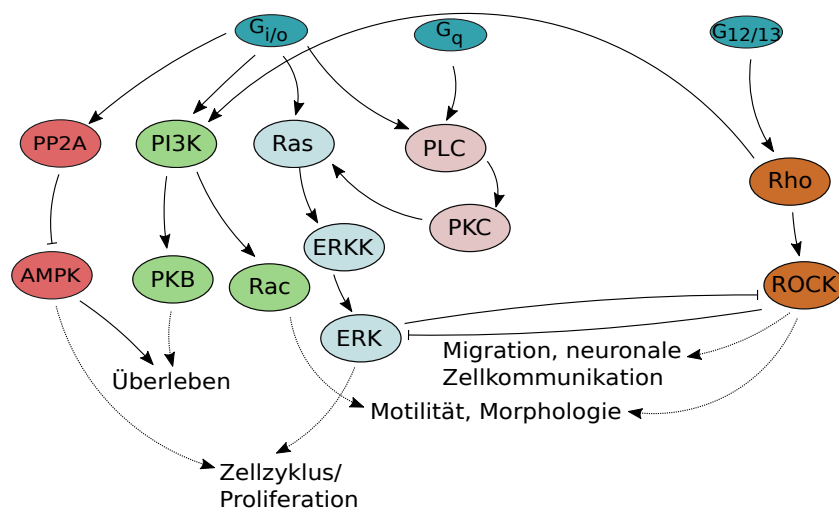 Gi/o
Gq
G12/13
PP2A
PI3K
Ras
PLC
Rho
PKC
ERKK
AMPK
PKB
Rac
ROCK
ERK
Migration, neuronale
Zellkommunikation
Überleben
Motilität, Morphologie
Zellzyklus/
Proliferation